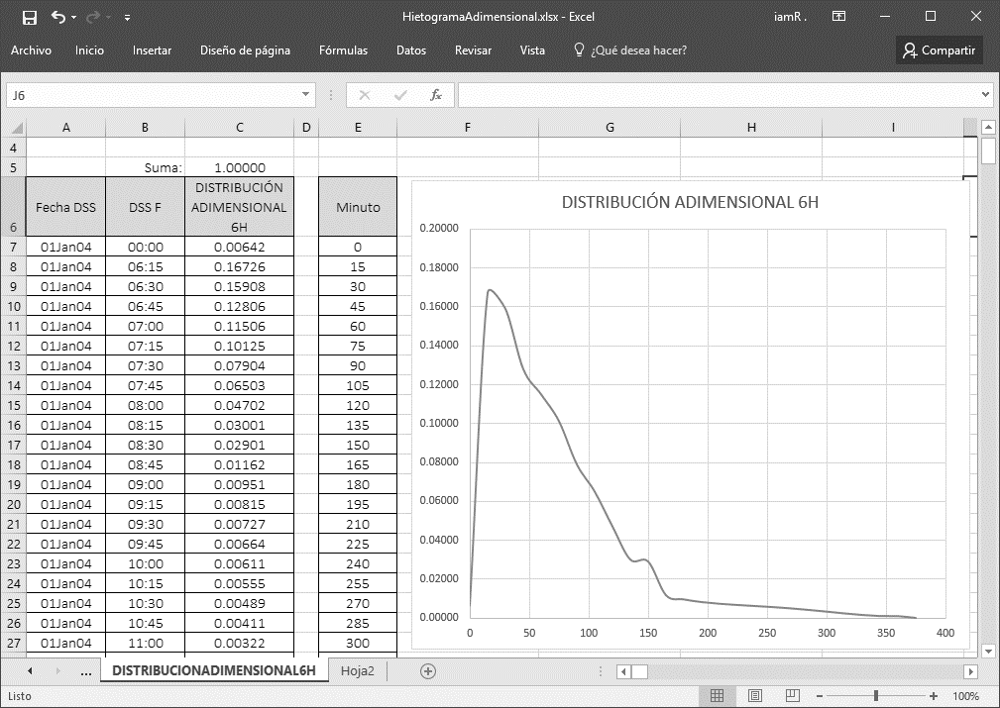 HietogramaAdimensional.xlsx - Excel
iamR .
Archivo Inicio Insertar Diseño de página Fórmulas Datos Revisar Vista ¿Qué desea hacer? Compartir
J6 fx
A B C D E F G H I
4
5 Suma: 1.00000
6 Fecha DSS DSS F DISTRIBUCIÓN ADIMENSIONAL 6H Minuto
7 01Jan04 00:00 0.00642 0
8 01Jan04 06:15 0.16726 15
9 01Jan04 06:30 0.15908 30
10 01Jan04 06:45 0.12806 45
11 01Jan04 07:00 0.11506 60
12 01Jan04 07:15 0.10125 75
13 01Jan04 07:30 0.07904 90
14 01Jan04 07:45 0.06503 105
15 01Jan04 08:00 0.04702 120
16 01Jan04 08:15 0.03001 135
17 01Jan04 08:30 0.02901 150
18 01Jan04 08:45 0.01162 165
19 01Jan04 09:00 0.00951 180
20 01Jan04 09:15 0.00815 195
21 01Jan04 09:30 0.00727 210
22 01Jan04 09:45 0.00664 225
23 01Jan04 10:00 0.00611 240
24 01Jan04 10:15 0.00555 255
25 01Jan04 10:30 0.00489 270
26 01Jan04 10:45 0.00411 285
27 01Jan04 11:00 0.00322 300
DISTRIBUCIÓN ADIMENSIONAL 6H
0.20000
0.18000
0.16000
0.14000
0.12000
0.10000
0.08000
0.06000
0.04000
0.02000
0.00000
0 50 100 150 200 250 300 350 400
... DISTRIBUCIONADIMENSIONAL6H Hoja2
Listo 100%